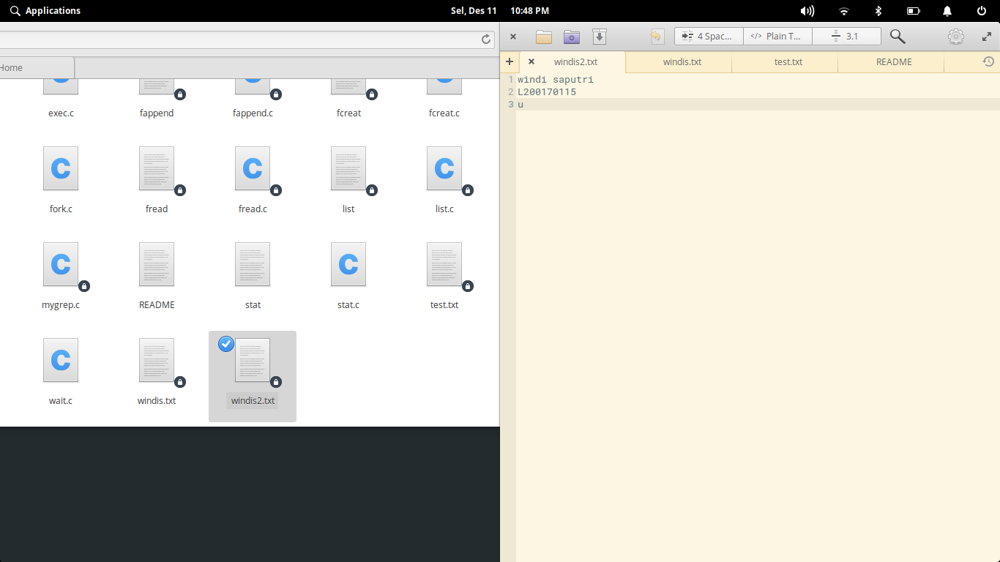 Applications
Sel, Des 11 10:48 PM
Home
exec.c fappend fappend.c fcreat fcreat.c
fork.c fread fread.c list list.c
mygrep.c README stat stat.c test.txt
wait.c windis.txt windis2.txt
4 Spac... Plain T... 3.1
windis2.txt windis.txt test.txt README
1 windi saputri
2 L200170115
3 u